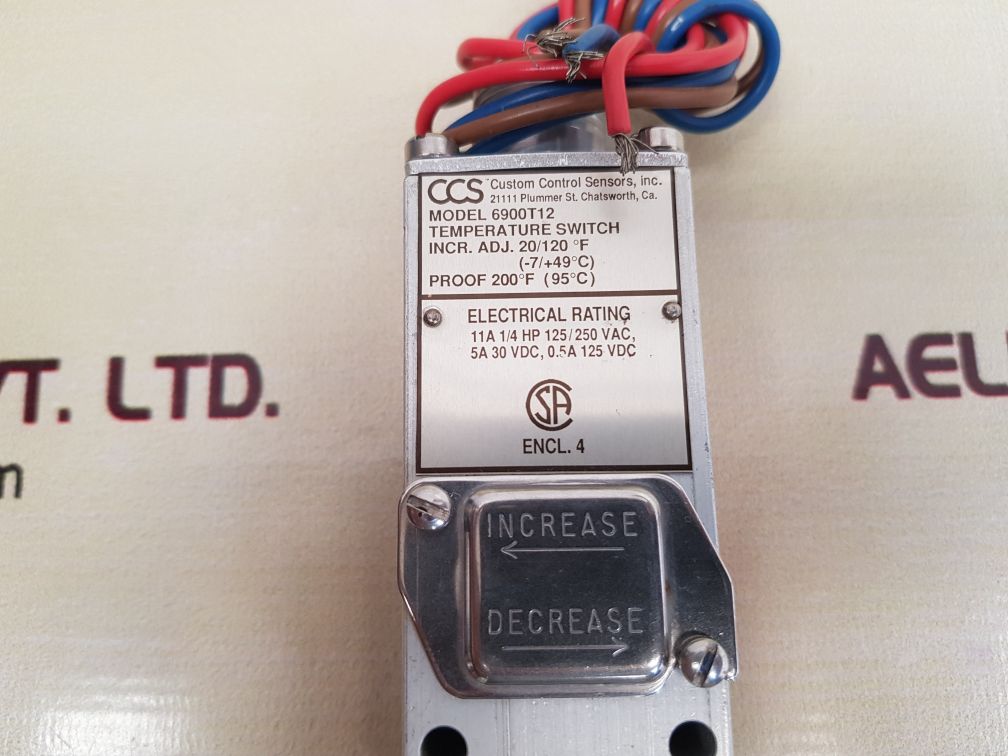 CCS™ Custom Control Sensors, inc.
21111 Plummer St. Chatsworth, Ca.
MODEL 6900T12
TEMPERATURE SWITCH
INCR. ADJ. 20/120 °F
(-7/+49°C)
PROOF 200°F (95°C)
ELECTRICAL RATING
11A 1/4 HP 125/250 VAC,
5A 30 VDC, 0.5A 125 VDC
CSA
ENCL. 4
INCREASE
DECREASE
VT. LTD.
m
AEL